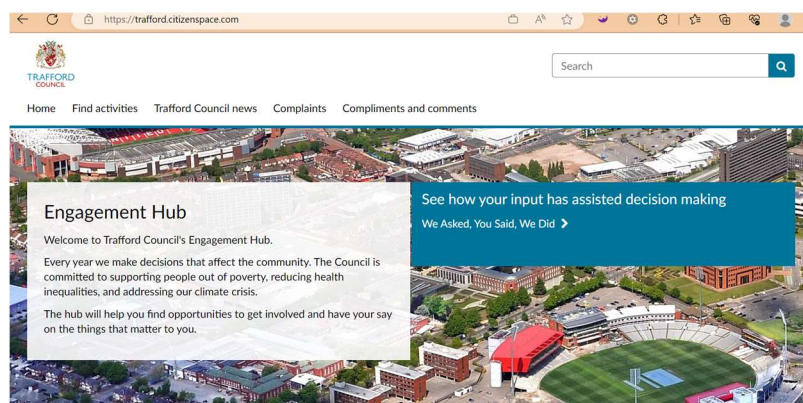 https://trafford.citizenspace.com
TRAFFORD
COUNCIL
Search
Home Find activities Trafford Council news Complaints Compliments and comments
Engagement Hub
Welcome to Trafford Council's Engagement Hub.
Every year we make decisions that affect the community. The Council is
committed to supporting people out of poverty, reducing health
inequalities, and addressing our climate crisis.
The hub will help you find opportunities to get involved and have your say
on the things that matter to you.
See how your input has assisted decision making
We Asked, You Said, We Did